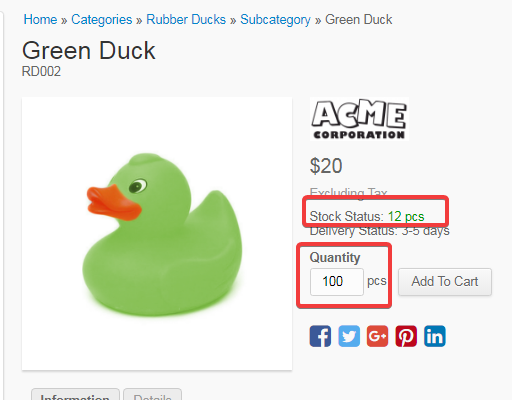 Home » Categories » Rubber Ducks » Subcategory » Green Duck
Green Duck
RD002
ACME
CORPORATION
$20
Excluding Tax
Stock Status: 12 pcs
Delivery Status: 3-5 days
Quantity
100 pcs Add To Cart
Information Details